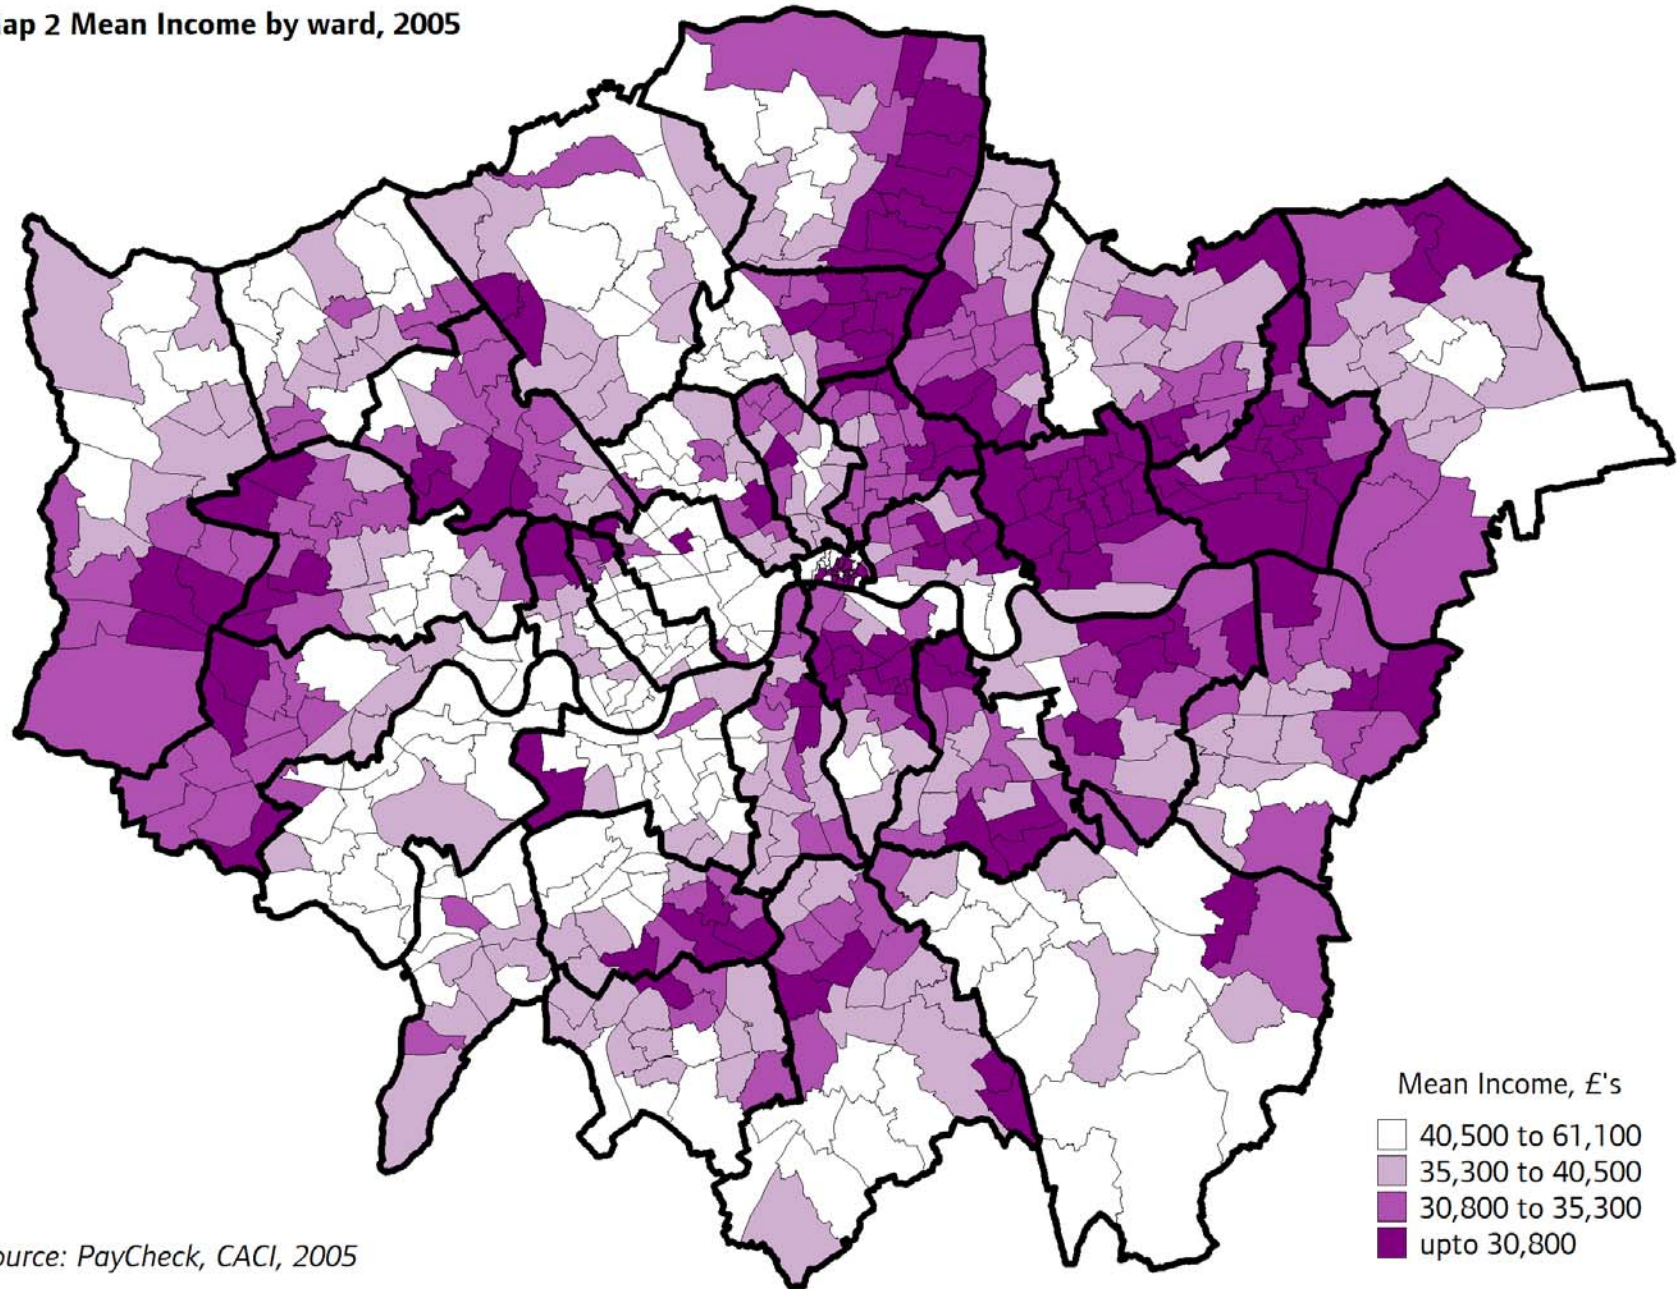 ap 2 Mean Income by ward, 2005
Mean Income, £'s
40,500 to 61,100
35,300 to 40,500
30,800 to 35,300
upto 30,800
ource: PayCheck, CACI, 2005